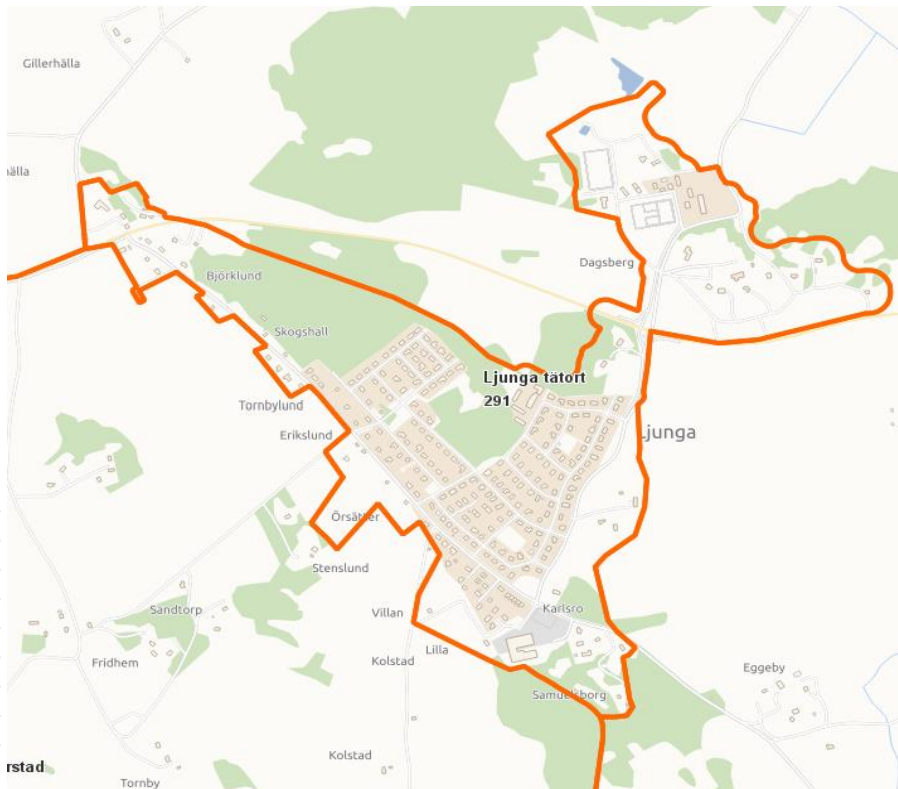 Gillerhälla
älla
Dagsberg
Björklund
Skogshall
Ljunga tätort
291
Tornbylund
Erikslund
Ljunga
Örsätter
Stenslund
Sandtorp
Villan
Karlsro
Fridhem
Kolstad
Lilla
Eggeby
Samuelsborg
Kolstad
rstad
Tornby